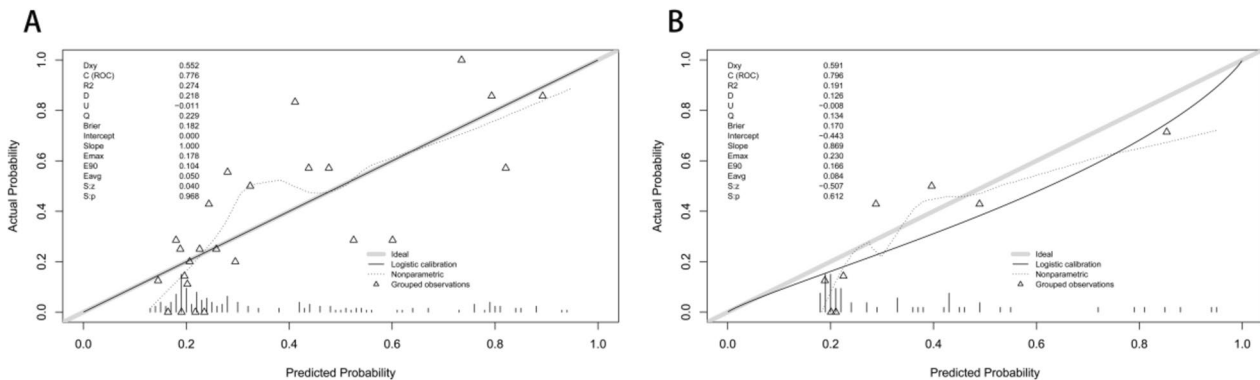 A
Actual Probability
1.0
0.8
0.6
0.4
0.2
0.0
Dxy 0.552
C (ROC) 0.776
R2 0.274
D 0.218
U −0.011
Q 0.229
Brier 0.182
Intercept 0.000
Slope 1.000
Emax 0.178
E90 0.104
Eavg 0.050
S:z 0.040
S:p 0.968
Ideal
Logistic calibration
Nonparametric
Grouped observations
0.0 0.2 0.4 0.6 0.8 1.0
Predicted Probability
B
Actual Probability
1.0
0.8
0.6
0.4
0.2
0.0
Dxy 0.591
C (ROC) 0.796
R2 0.191
D 0.126
U −0.008
Q 0.134
Brier 0.170
Intercept −0.443
Slope 0.869
Emax 0.230
E90 0.166
Eavg 0.084
S:z −0.507
S:p 0.612
Ideal
Logistic calibration
Nonparametric
Grouped observations
0.0 0.2 0.4 0.6 0.8 1.0
Predicted Probability